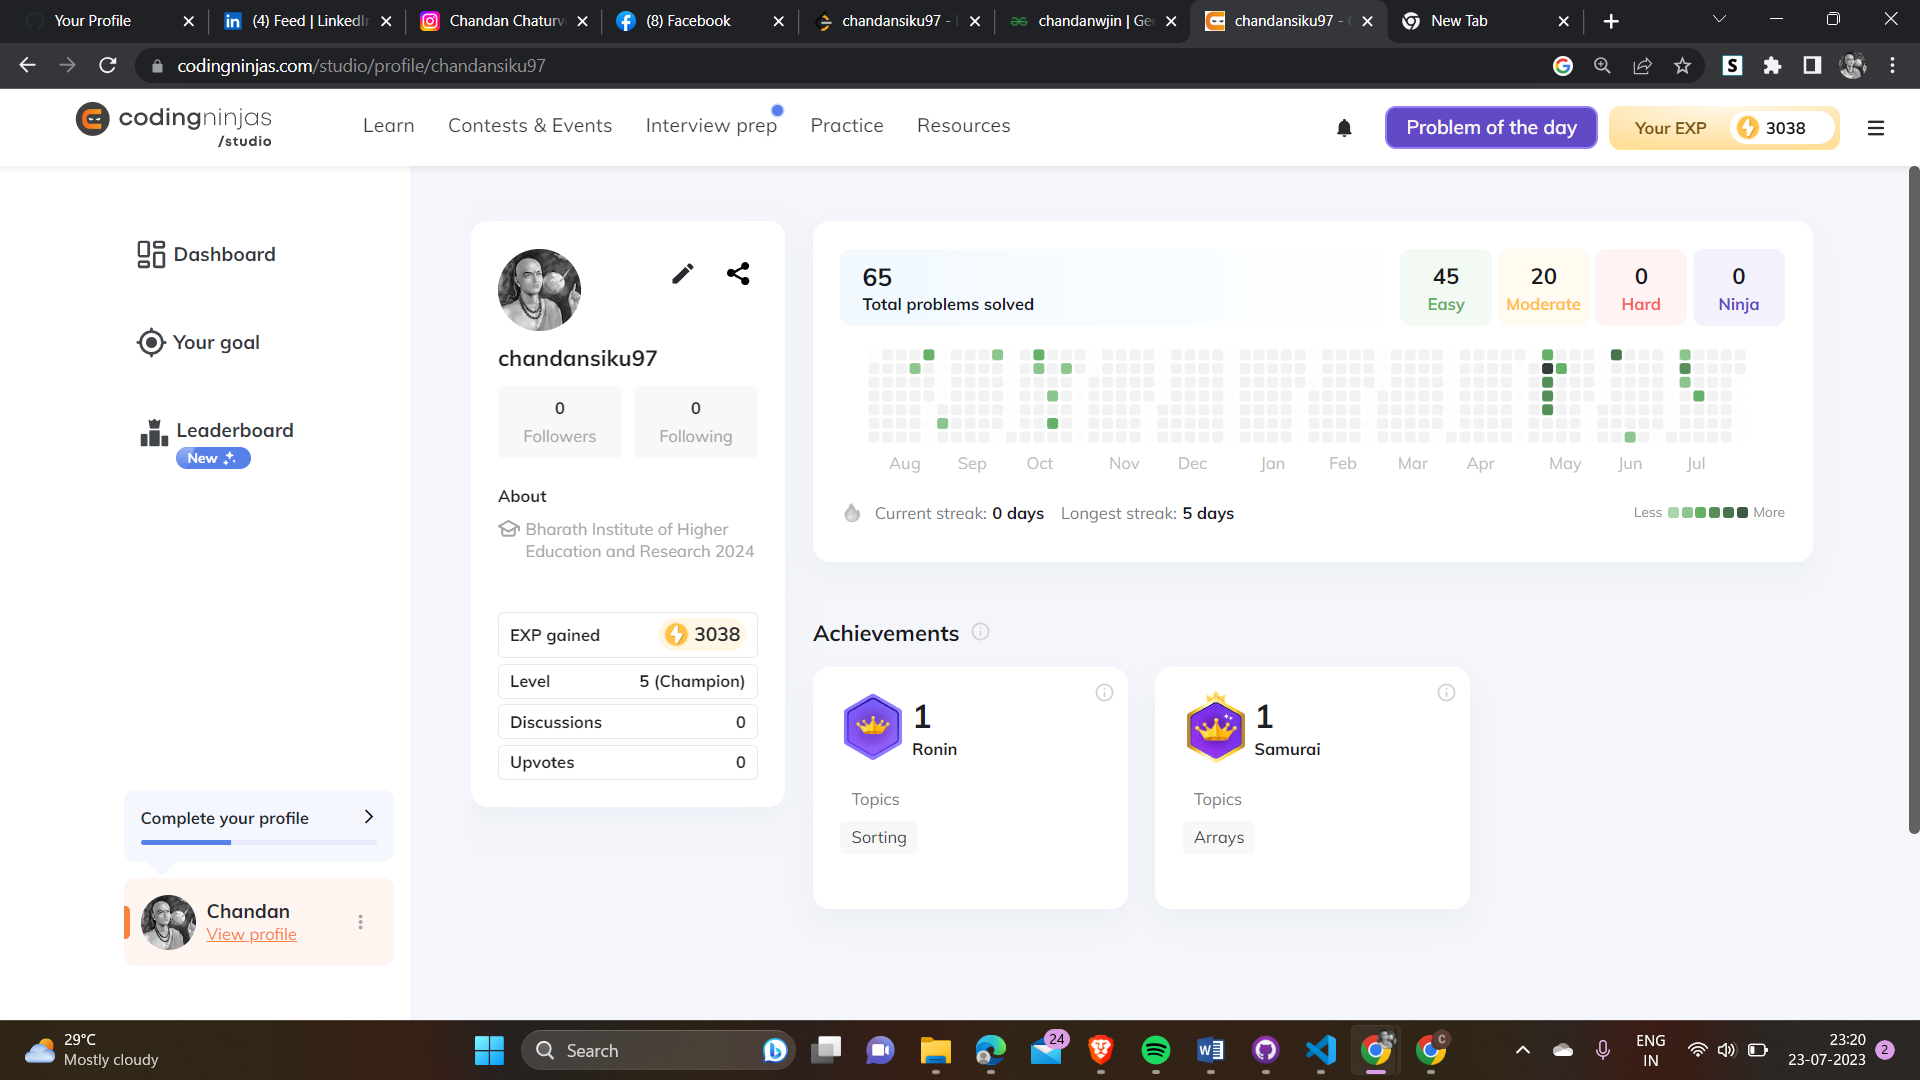 Your Profile
(4) Feed | LinkedIn
Chandan Chaturv
(8) Facebook
chandansiku97 -
chandanwjin | Ge
chandansiku97 -
New Tab
codingninjas.com/studio/profile/chandansiku97
codingninjas
/studio
Learn
Contests & Events
Interview prep
Practice
Resources
Problem of the day
Your EXP
3038
Dashboard
Your goal
Leaderboard
New
Complete your profile
Chandan
View profile
chandansiku97
0
Followers
0
Following
About
Bharath Institute of Higher
Education and Research 2024
EXP gained 3038
Level 5 (Champion)
Discussions 0
Upvotes 0
65
Total problems solved
45
Easy
20
Moderate
0
Hard
0
Ninja
Aug Sep Oct Nov Dec Jan Feb Mar Apr May Jun Jul
Current streak: 0 days Longest streak: 5 days
Less More
Achievements
1
Ronin
Topics
Sorting
1
Samurai
Topics
Arrays
29°C
Mostly cloudy
Search
24
C
ENG
IN
23:20
23-07-2023
2